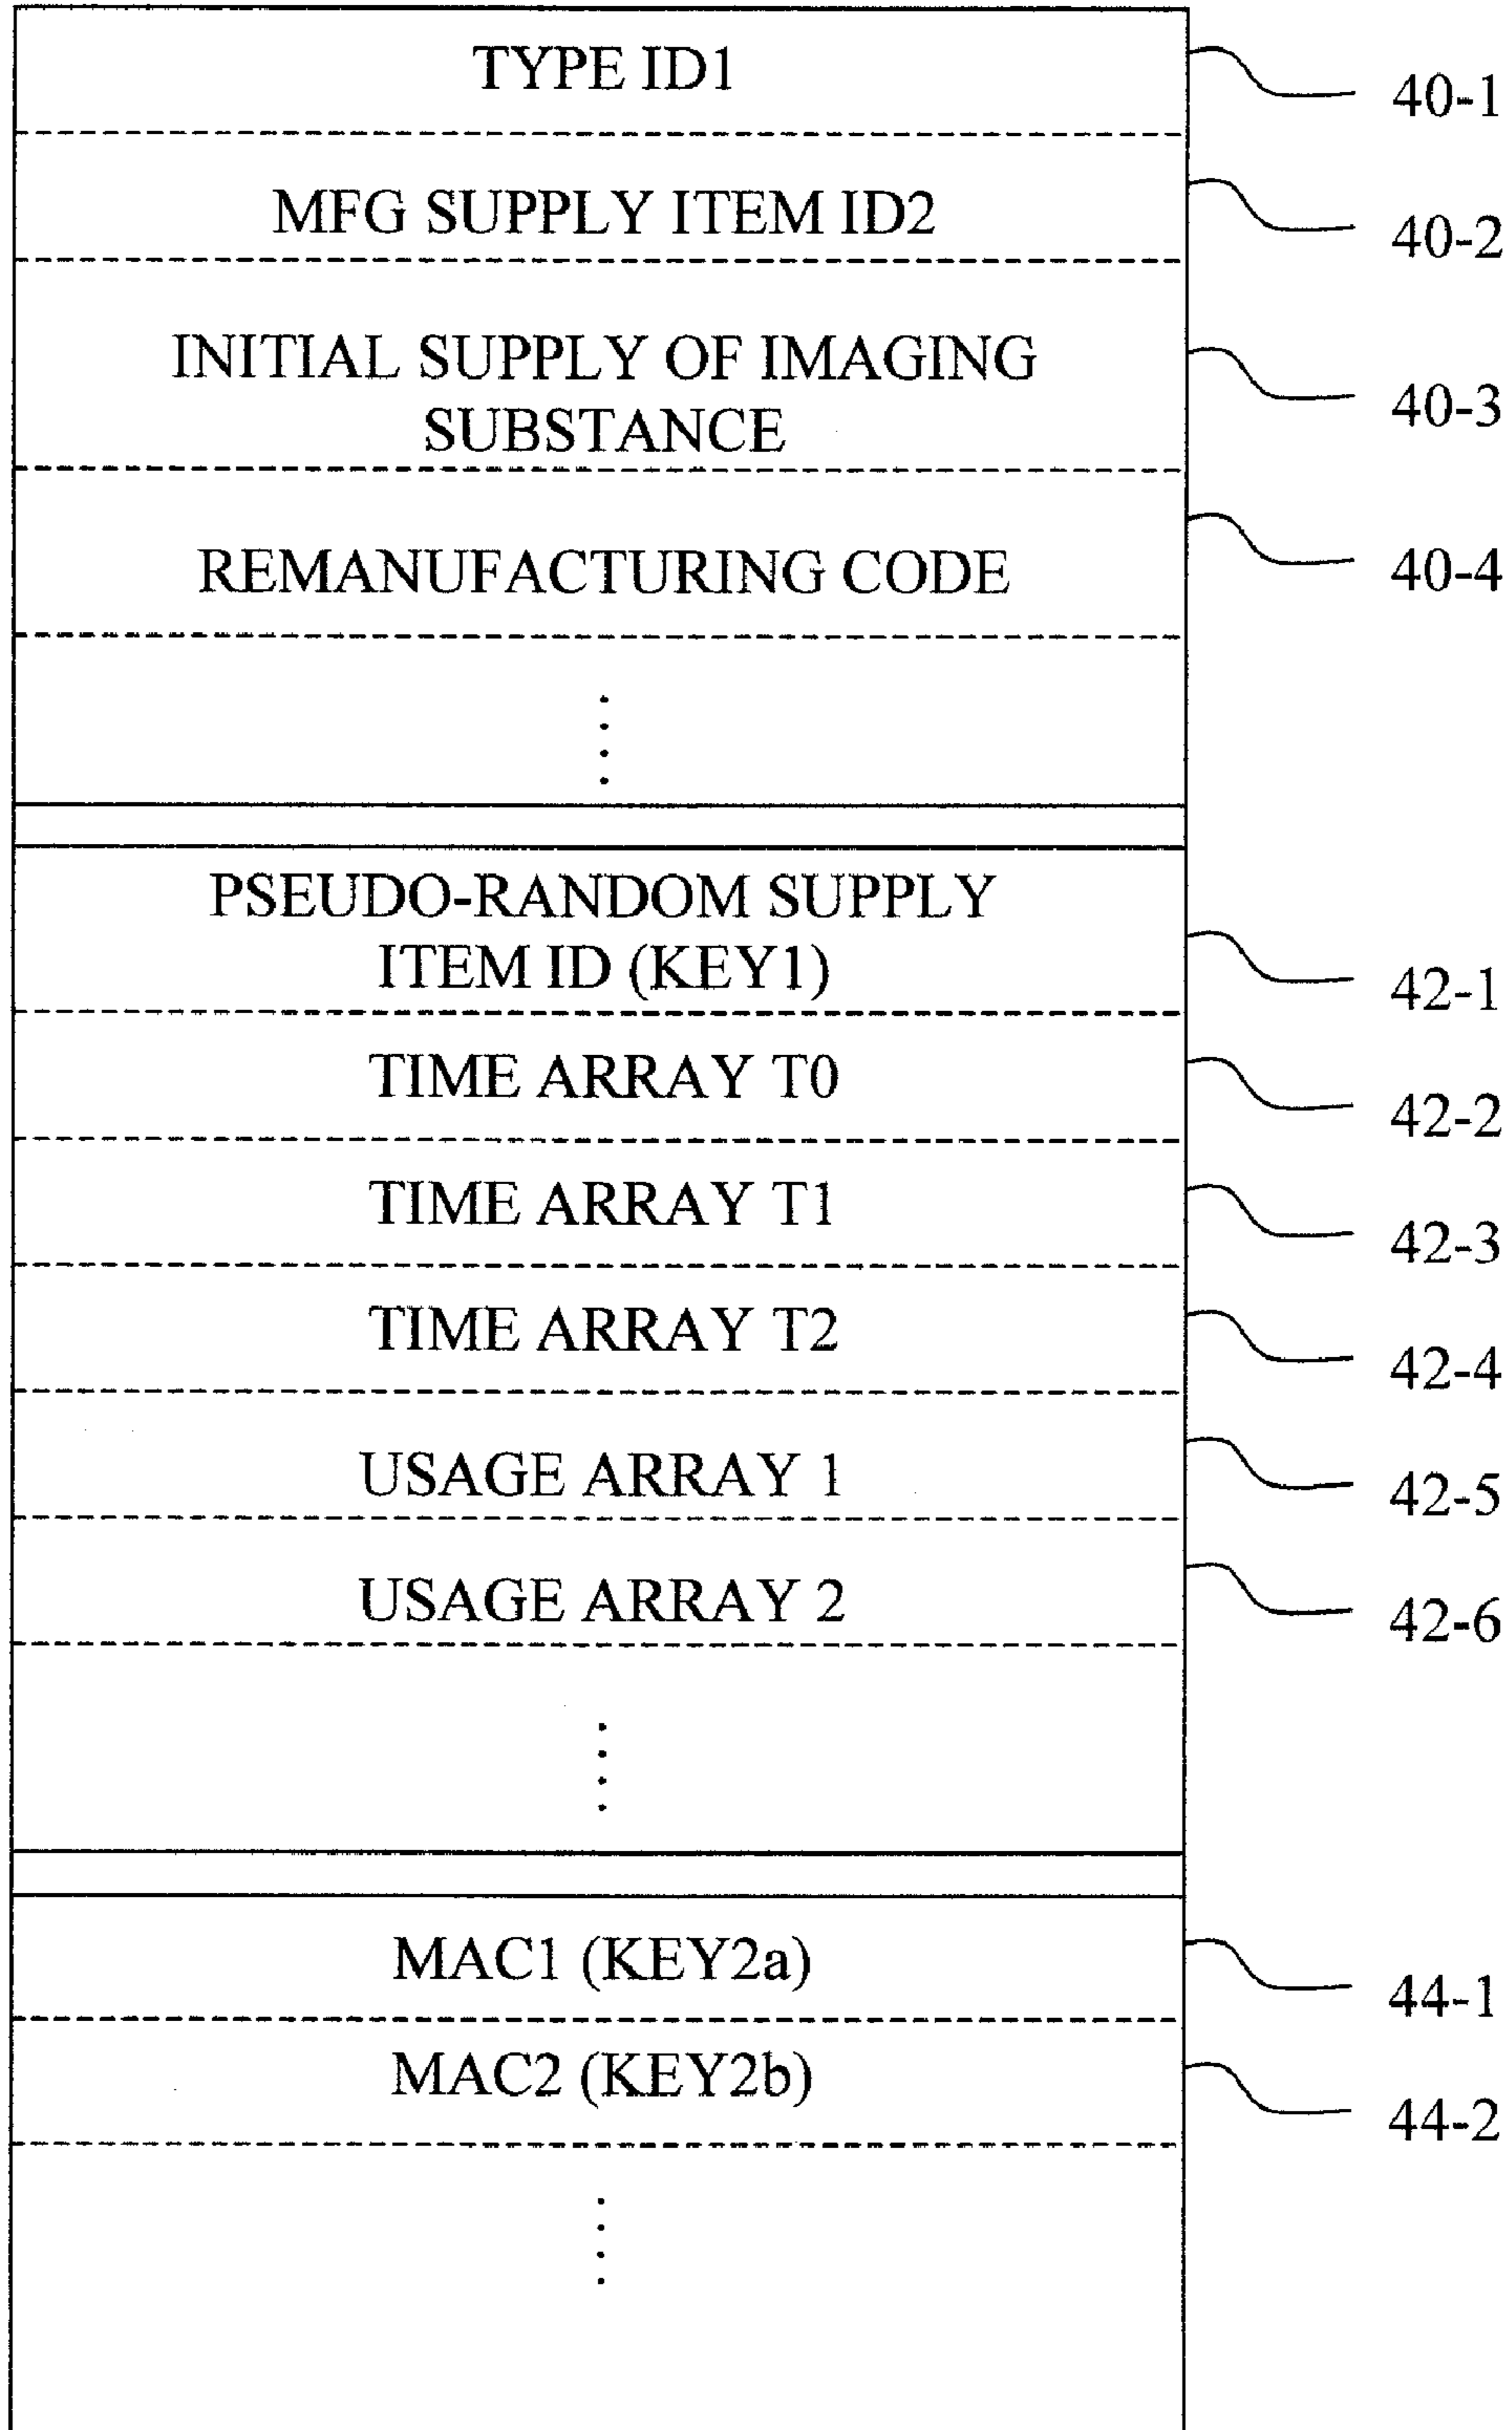 TYPE ID1
40-1
MFG SUPPLY ITEM ID2
40-2
INITIAL SUPPLY OF IMAGING
SUBSTANCE
40-3
REMANUFACTURING CODE
40-4
PSEUDO-RANDOM SUPPLY
ITEM ID (KEY1)
42-1
TIME ARRAY T0
42-2
TIME ARRAY T1
42-3
TIME ARRAY T2
42-4
USAGE ARRAY 1
42-5
USAGE ARRAY 2
42-6
MAC1 (KEY2a)
44-1
MAC2 (KEY2b)
44-2